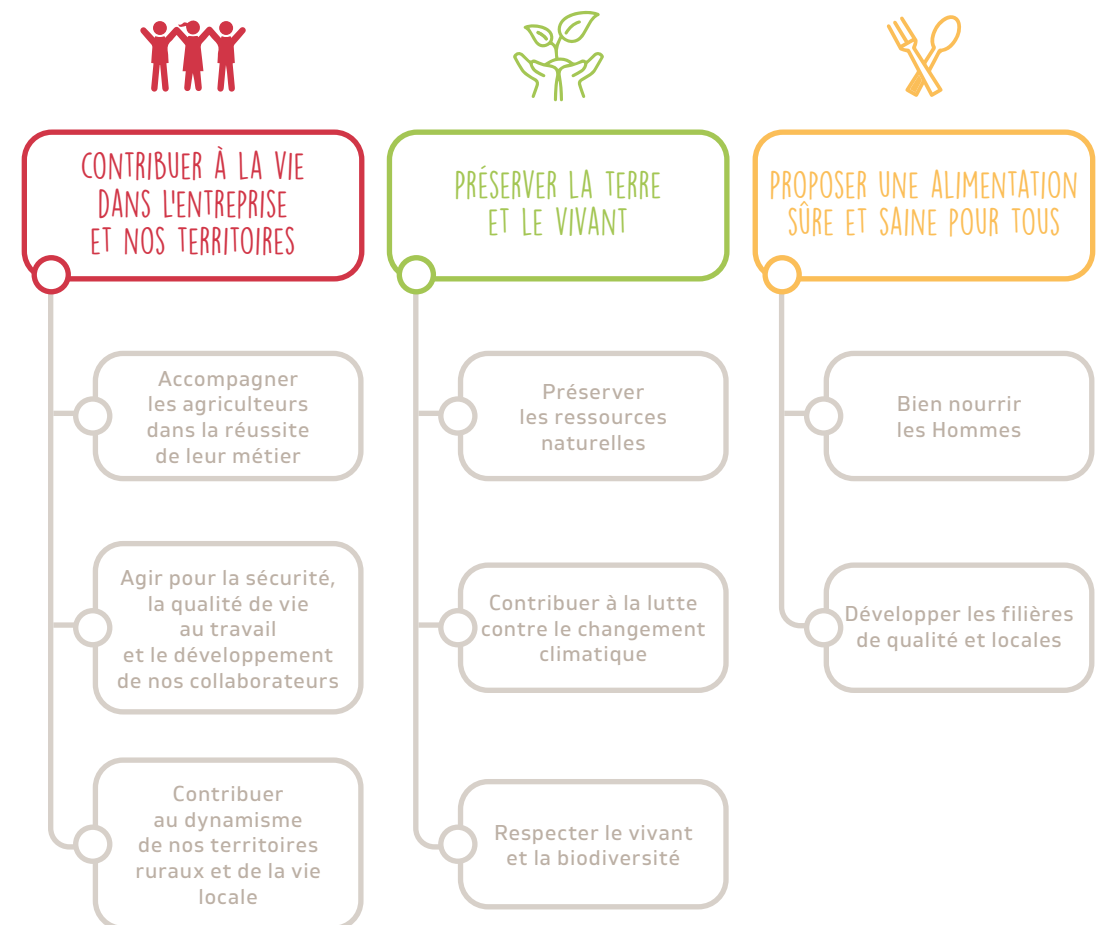 CONTRIBUER À LA VIE
DANS L'ENTREPRISE
ET NOS TERRITOIRES
Accompagner
les agriculteurs
dans la réussite
de leur métier
Agir pour la sécurité,
la qualité de vie
au travail
et le développement
de nos collaborateurs
Contribuer
au dynamisme
de nos territoires
ruraux et de la vie
locale
PRÉSERVER LA TERRE
ET LE VIVANT
Préserver
les ressources
naturelles
Contribuer à la lutte
contre le changement
climatique
Respecter le vivant
et la biodiversité
PROPOSER UNE ALIMENTATION
SÛRE ET SAINE POUR TOUS
Bien nourrir
les Hommes
Développer les filières
de qualité et locales